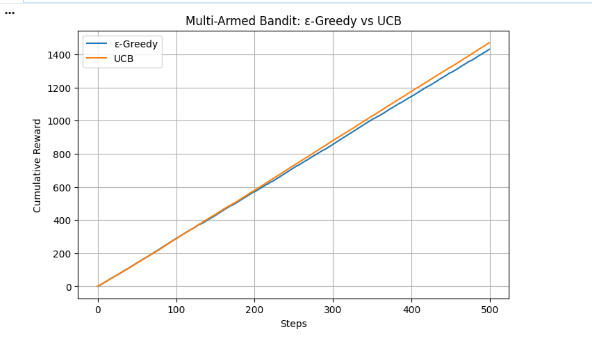 ...
Multi-Armed Bandit: ε-Greedy vs UCB
ε-Greedy
UCB
Cumulative Reward
1400
1200
1000
800
600
400
200
0
0 100 200 300 400 500
Steps